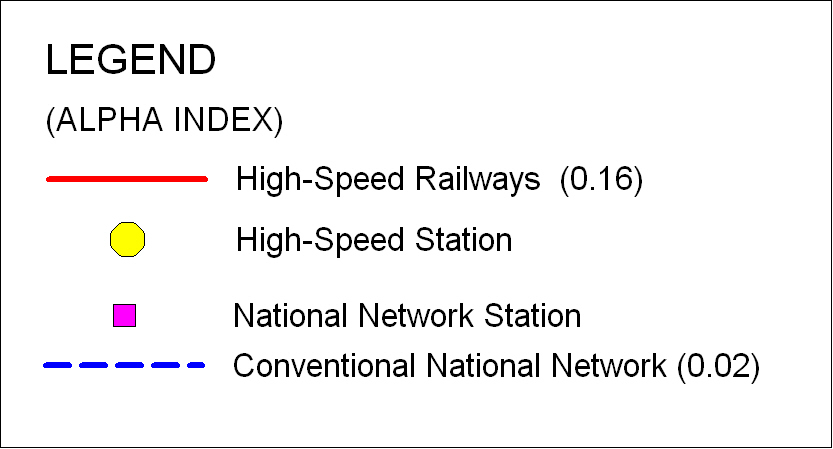 LEGEND
(ALPHA INDEX)
High-Speed Railways (0.16)
High-Speed Station
National Network Station
Conventional National Network (0.02)